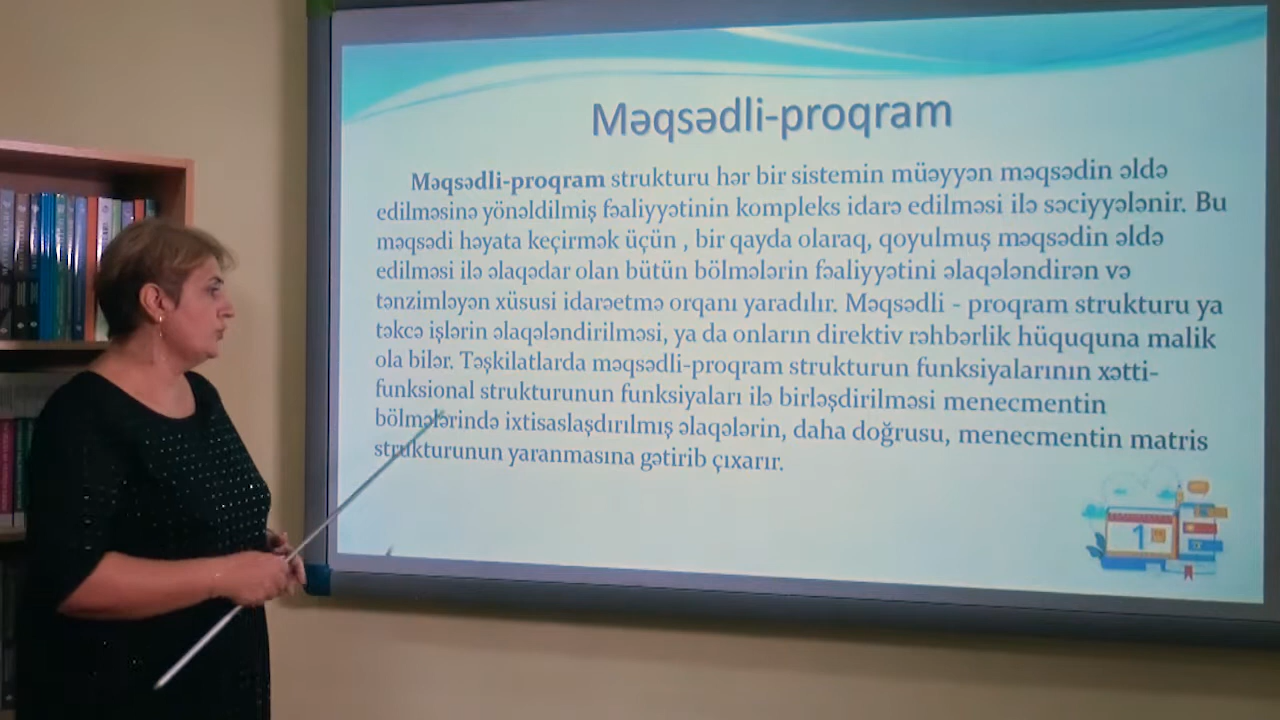 Məqsədli-proqram
Məqsədli-proqram strukturu hər bir sistemin müəyyən məqsədin əldə
edilməsinə yönəldilmiş fəaliyyətinin kompleks idarə edilməsi ilə səciyyələnir. Bu
məqsədi həyata keçirmək üçün , bir qayda olaraq, qoyulmuş məqsədin əldə
edilməsi ilə əlaqədar olan bütün bölmələrin fəaliyyətini əlaqələndirən və
tənzimləyən xüsusi idarəetmə orqanı yaradılır. Məqsədli - proqram strukturu ya
təkcə işlərin əlaqələndirilməsi, ya da onların direktiv rəhbərlik hüququna malik
ola bilər. Təşkilatlarda məqsədli-proqram strukturun funksiyalarının xətti-
funksional strukturunun funksiyaları ilə birləşdirilməsi menecmentin
bölmələrində ixtisaslaşdırılmış əlaqələrin, daha doğrusu, menecmentin matris
strukturunun yaranmasına gətirib çıxarır.
1